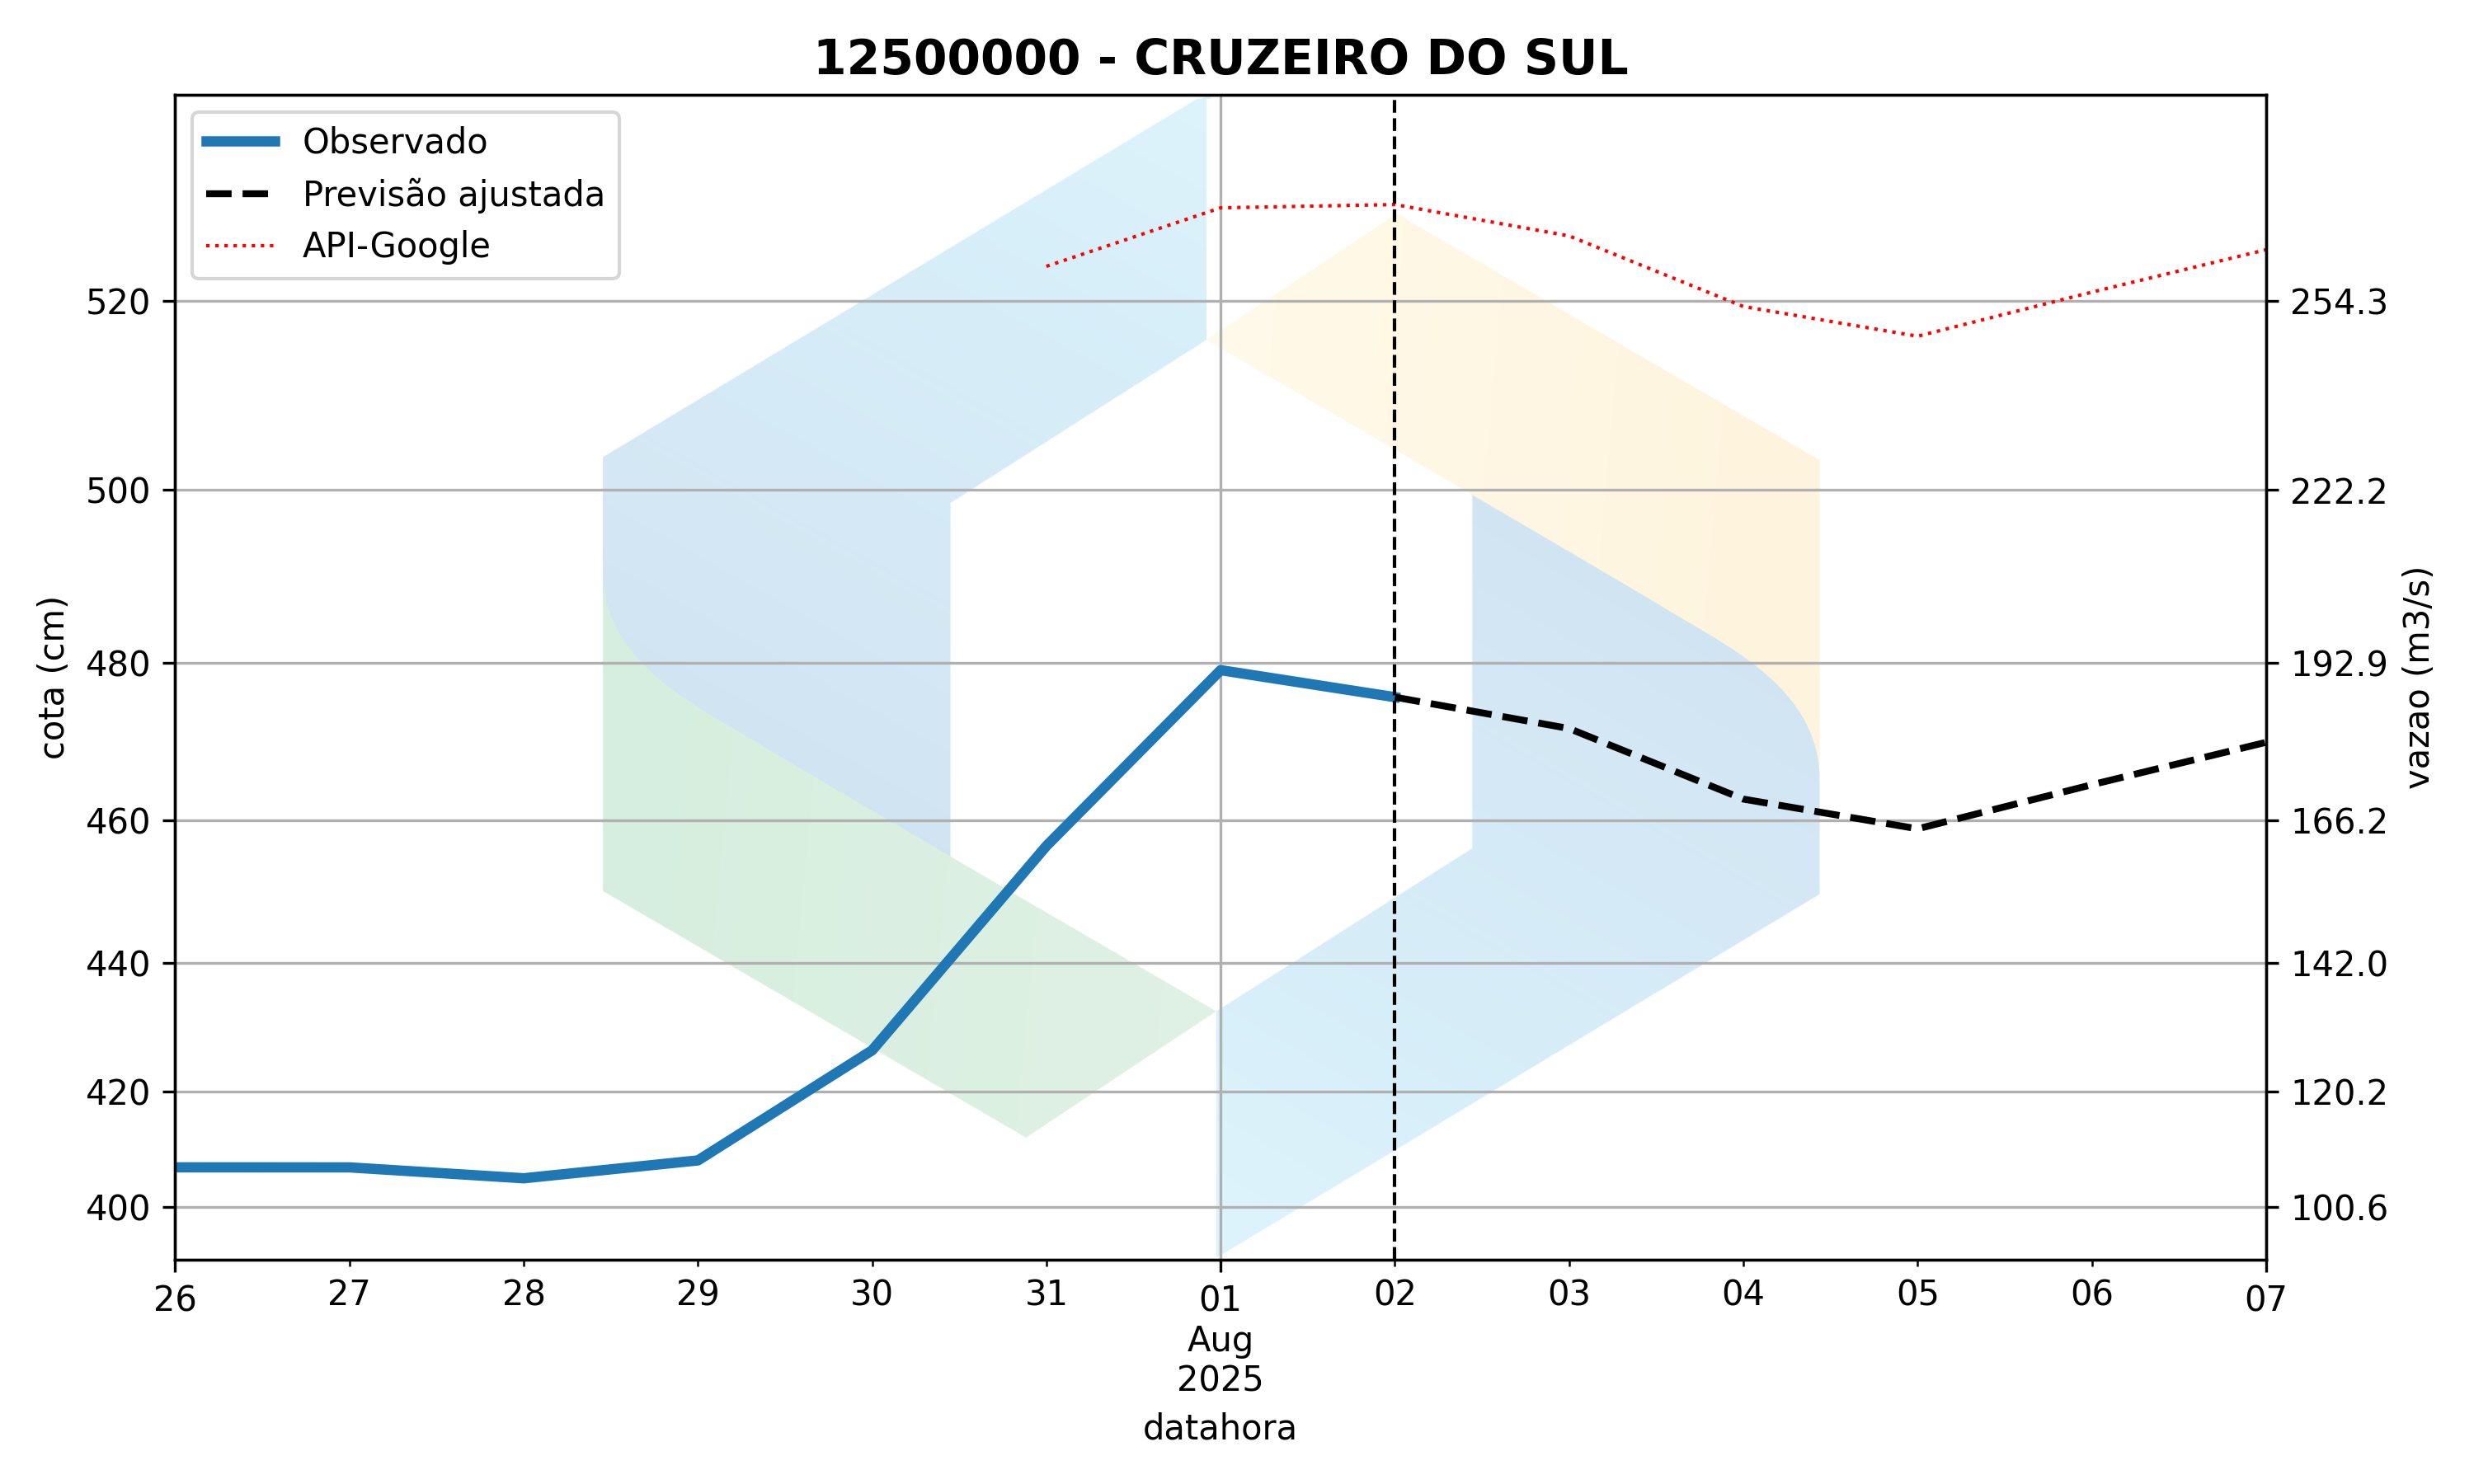 12500000 - CRUZEIRO DO SUL
Observado
Previsão ajustada
API-Google
cota (cm)
520
500
480
460
440
420
400
254.3
222.2
192.9
166.2
142.0
120.2
100.6
vazao (m3/s)
26 27 28 29 30 31 01 02 03 04 05 06 07
Aug
2025
datahora